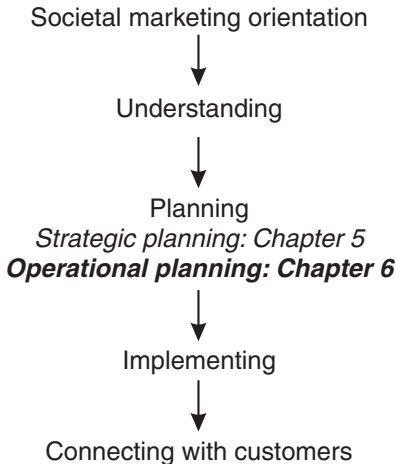 Societal marketing orientation
Understanding
Planning
Strategic planning: Chapter 5
Operational planning: Chapter 6
Implementing
Connecting with customers